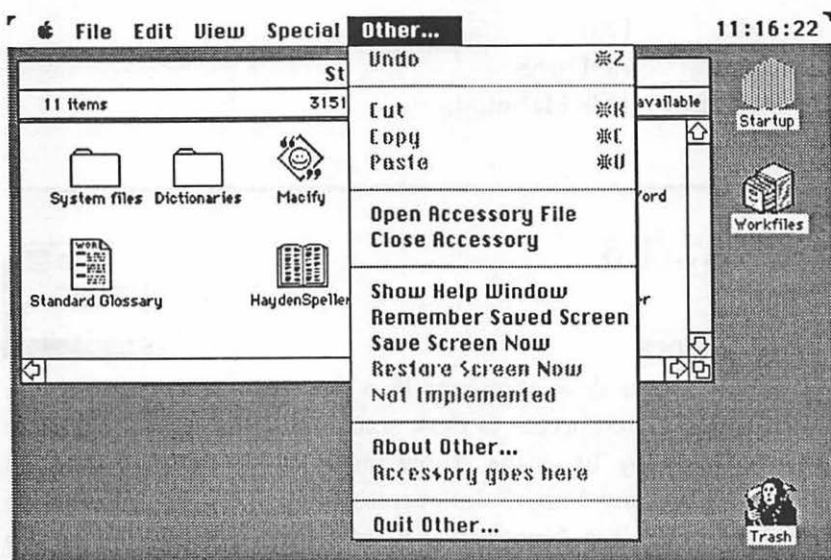 File Edit View Special Other... 11:16:22
St
11 items 3151 available
System files Dictionaries Macify
Standard Glossary HaydenSpeller
WORD
Undo ⌘Z
Cut ⌘X
Copy ⌘C
Paste ⌘V
Open Accessory File
Close Accessory
Show Help Window
Remember Saved Screen
Save Screen Now
Restore Screen Now
Not Implemented
About Other...
Accessory goes here
Quit Other...
Startup
Workfiles
Trash